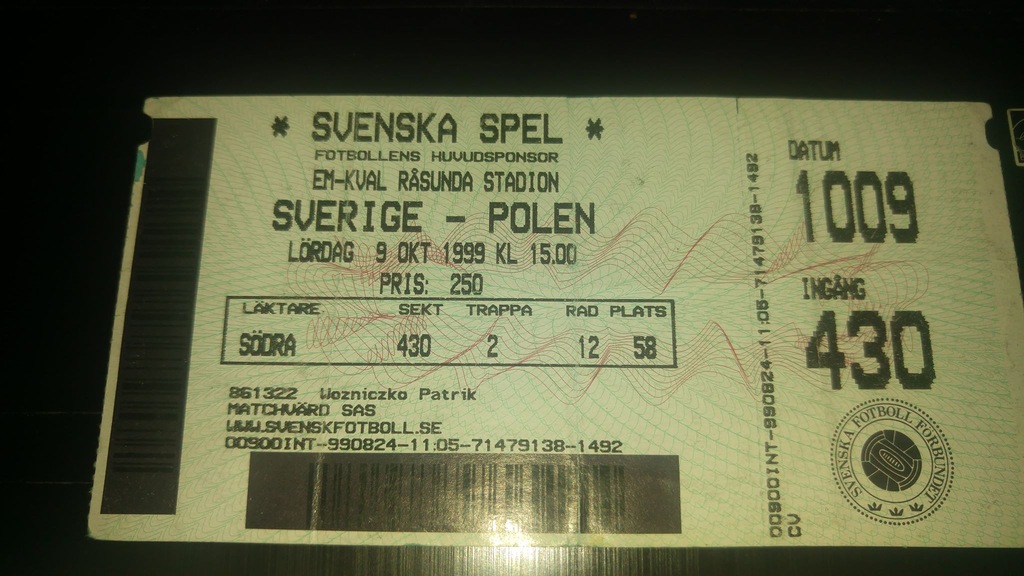 * SVENSKA SPEL *
FOTBOLLENS HUVUDSPONSOR
EM-KVAL RÅSUNDA STADION
SVERIGE - POLEN
LÖRDAG 9 OKT 1999 KL 15.00
PRIS: 250
LÄKTARE SEKT TRAPPA RAD PLATS
SÖDRA 430 2 12 58
861322 Wozniczko Patrik
MATCHVÄRD SAS
WWW.SVENSKFOTBOLL.SE
00900INT-990824-11:05-71479138-1492
00900INT-990824-11:05-71479138-1492
CV
DATUM
1009
INGÅNG
430
SVENSKA FOTBOLL FÖRBUNDET